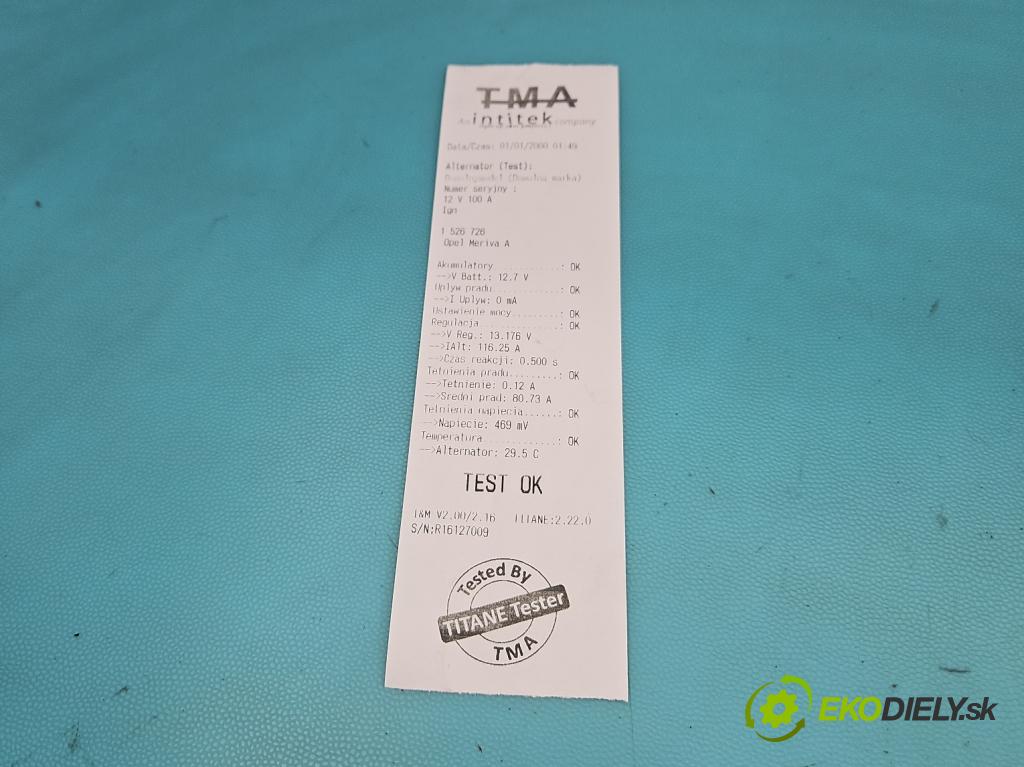 TMA
An intitek company
Data/Czas: 01/01/2000 01:49
Alternator (Test):
(Dowolna marka)
Numer seryjny :
12 V 100 A
Ign
1 526 726
Opel Meriva A
Akumulatory...........: OK
-->V Batt.: 12.7 V
Uplyw pradu...........: OK
-->I Uplyw: 0 mA
Ustawienie mocy.......: OK
Regulacja.............: OK
-->V Reg.: 13.176 V
-->IAlt: 116.25 A
-->Czas reakcji: 0.500 s
Tetnienia pradu.......: OK
-->Tetnienie: 0.12 A
-->Sredni prad: 80.73 A
Tetnienia napiecia....: OK
-->Napiecie: 469 mV
Temperatura...........: OK
-->Alternator: 29.5 C
TEST OK
I&M V2.00/2.16 TITANE:2.22.0
S/N:R16127009
Tested By
TITANE Tester
TMA
EKODIELY.sk